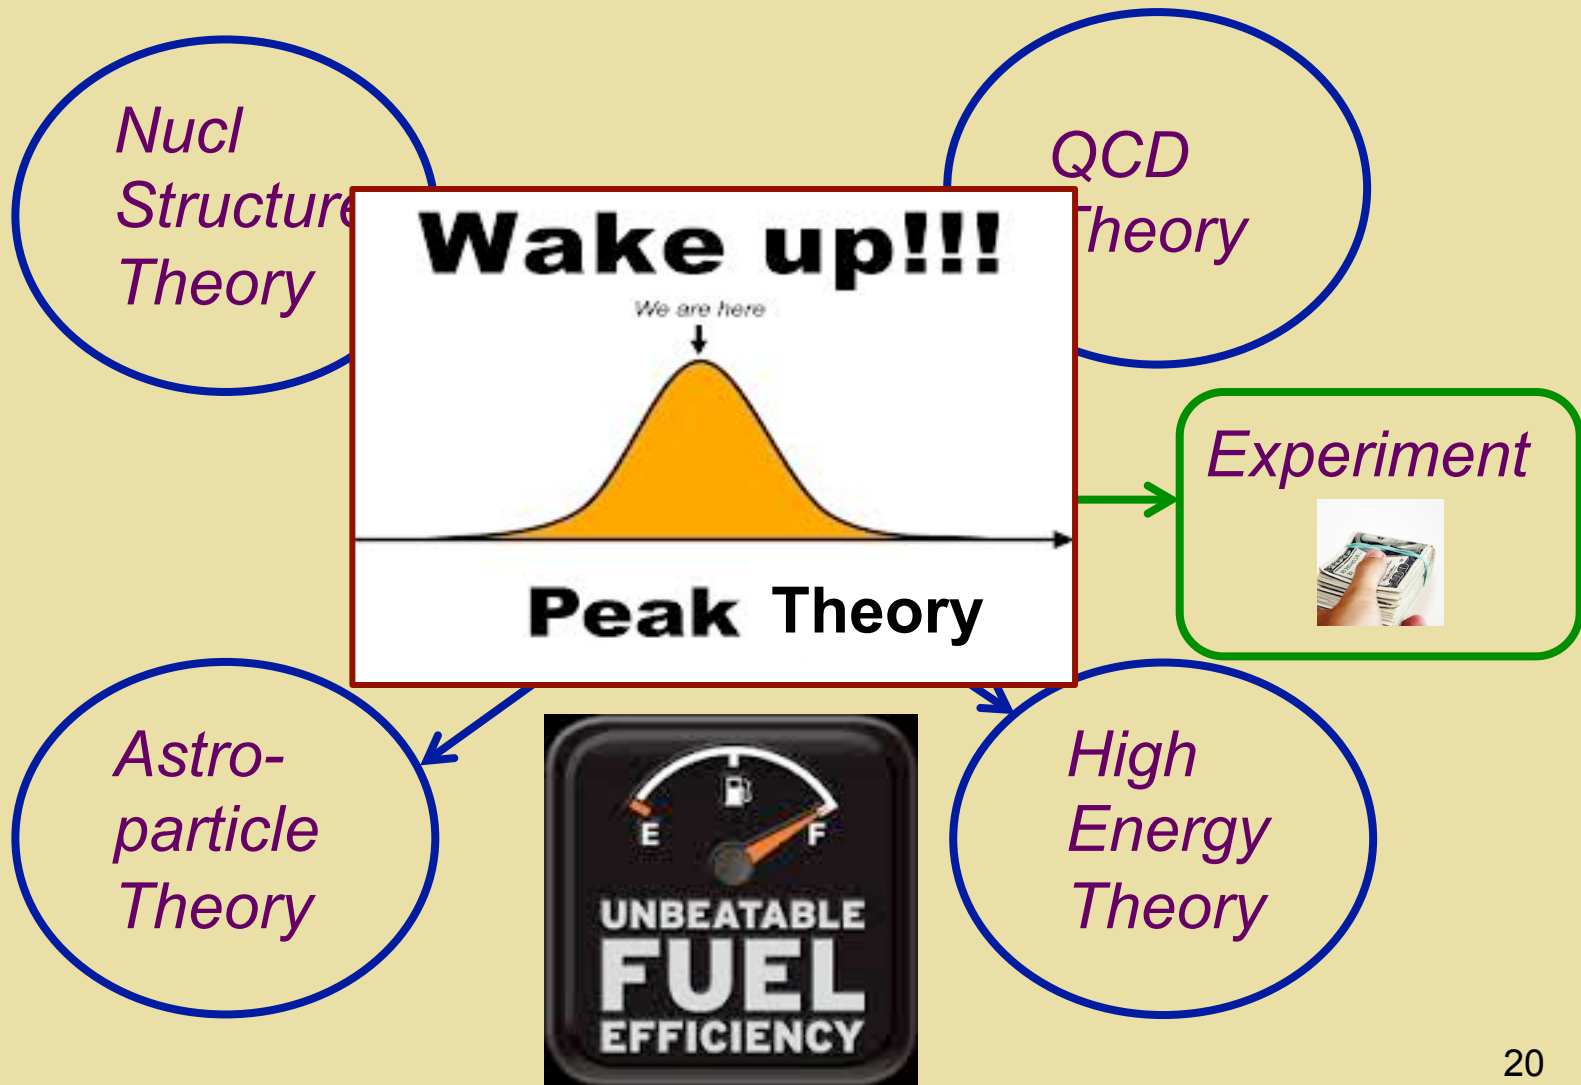 Nucl
Structure
Theory
QCD
Theory
Wake up!!!
We are here
Peak Theory
Experiment
Astro-
particle
Theory
E
F
UNBEATABLE
FUEL
EFFICIENCY
High
Energy
Theory
20